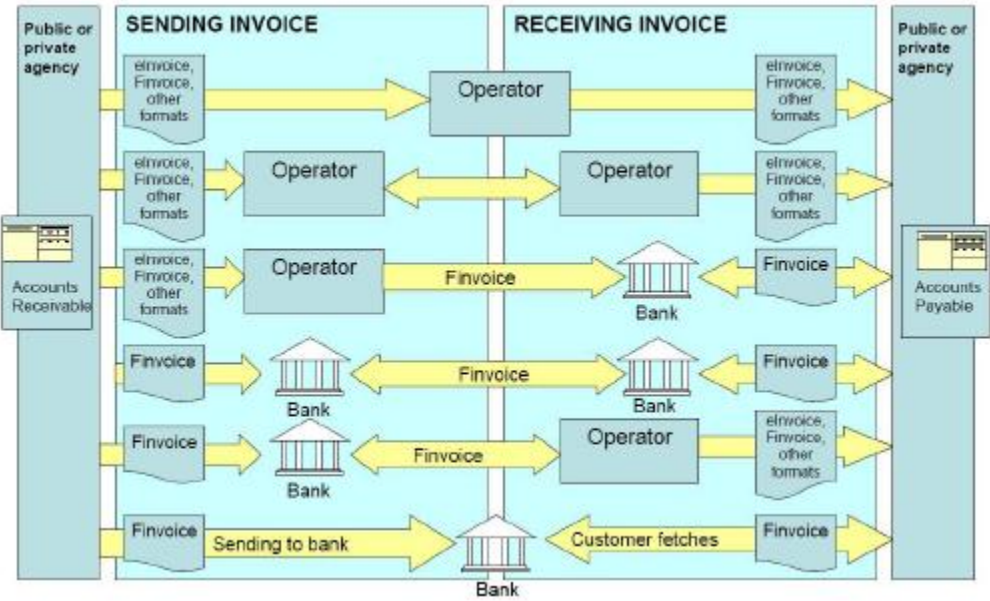 Public or
private
agency
SENDING INVOICE
RECEIVING INVOICE
Public or
private
agency
eInvoice,
Finvoice,
other
formats
Operator
eInvoice,
Finvoice,
other
formats
eInvoice,
Finvoice,
other
formats
Operator
Operator
eInvoice,
Finvoice,
other
formats
Accounts
Receivable
eInvoice,
Finvoice,
other
formats
Operator
Finvoice
Bank
Finvoice
Accounts
Payable
Finvoice
Bank
Finvoice
Bank
Finvoice
Finvoice
Bank
Finvoice
Operator
eInvoice,
Finvoice,
other
formats
Finvoice
Sending to bank
Bank
Customer fetches
Finvoice